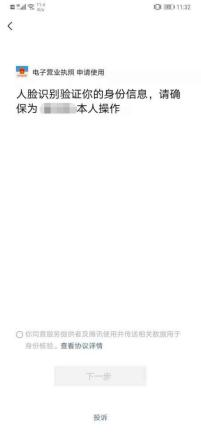 11:32
电子营业执照 申请使用
人脸识别验证你的身份信息，请确
保为 本人操作
你同意服务提供者及腾讯使用并传送相关数据用于
身份核验。查看协议详情
下一步
投诉